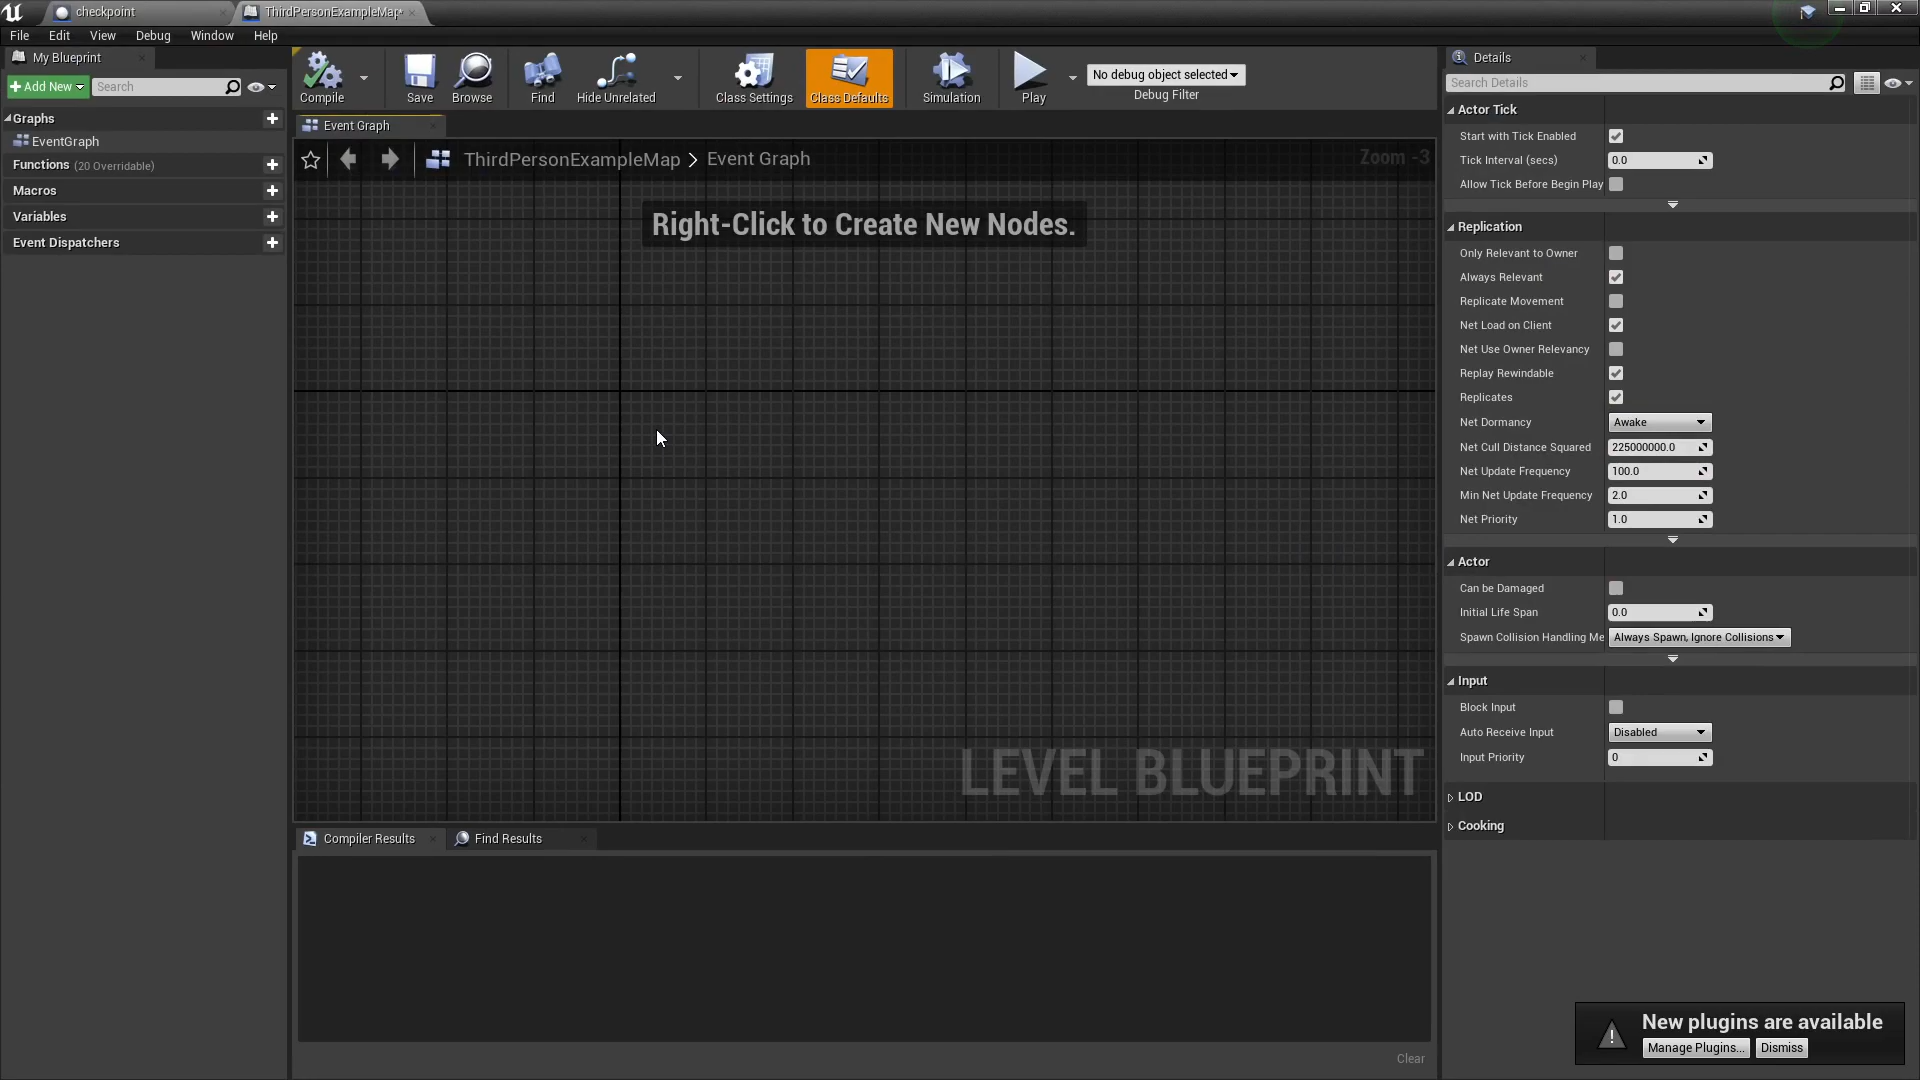 checkpoint
ThirdPersonExampleMap*
File Edit View Debug Window Help
My Blueprint
Add New
Search
Graphs
EventGraph
Functions (20 Overridable)
Macros
Variables
Event Dispatchers
Compile
Save
Browse
Find
Hide Unrelated
Class Settings
Class Defaults
Simulation
Play
No debug object selected
Debug Filter
Event Graph
ThirdPersonExampleMap > Event Graph
Zoom -3
Right-Click to Create New Nodes.
LEVEL BLUEPRINT
Compiler Results
Find Results
Clear
Details
Search Details
Actor Tick
Start with Tick Enabled
Tick Interval (secs) 0.0
Allow Tick Before Begin Play
Replication
Only Relevant to Owner
Always Relevant
Replicate Movement
Net Load on Client
Net Use Owner Relevancy
Replay Rewindable
Replicates
Net Dormancy Awake
Net Cull Distance Squared 225000000.0
Net Update Frequency 100.0
Min Net Update Frequency 2.0
Net Priority 1.0
Actor
Can be Damaged
Initial Life Span 0.0
Spawn Collision Handling Me Always Spawn, Ignore Collisions
Input
Block Input
Auto Receive Input Disabled
Input Priority 0
LOD
Cooking
New plugins are available
Manage Plugins... Dismiss